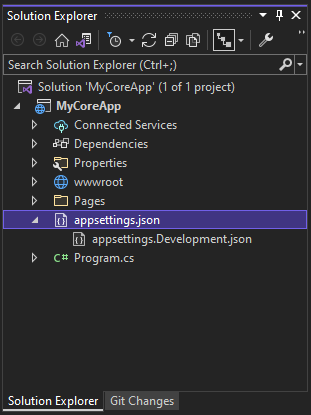 Solution Explorer
Search Solution Explorer (Ctrl+;)
Solution 'MyCoreApp' (1 of 1 project)
MyCoreApp
Connected Services
Dependencies
Properties
wwwroot
Pages
appsettings.json
appsettings.Development.json
C# Program.cs
Solution Explorer Git Changes